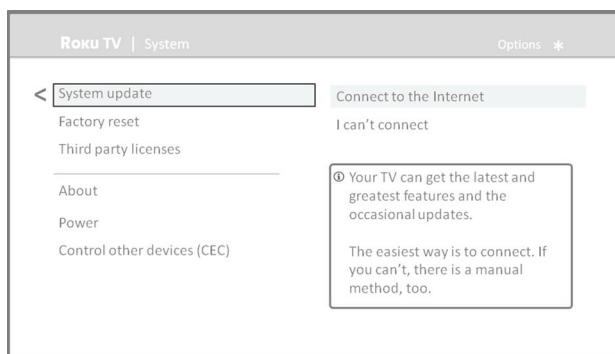 Roku TV | System
Options *
< System update
Factory reset
Third party licenses
About
Power
Control other devices (CEC)
Connect to the Internet
I can't connect
ⓘ Your TV can get the latest and
greatest features and the
occasional updates.
The easiest way is to connect. If
you can't, there is a manual
method, too.